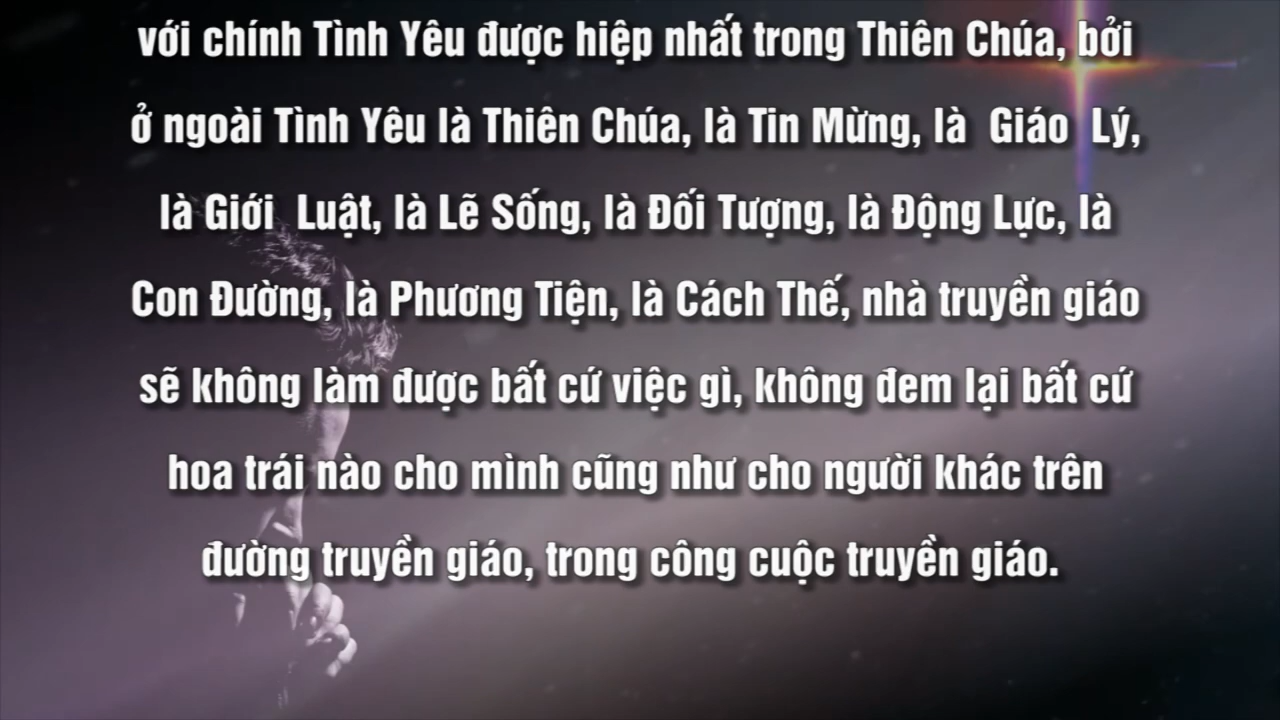 với chính Tình Yêu được hiệp nhất trong Thiên Chúa, bởi
ở ngoài Tình Yêu là Thiên Chúa, là Tin Mừng, là Giáo Lý,
là Giới Luật, là Lẽ Sống, là Đối Tượng, là Động Lực, là
Con Đường, là Phương Tiện, là Cách Thế, nhà truyền giáo
sẽ không làm được bất cứ việc gì, không đem lại bất cứ
hoa trái nào cho mình cũng như cho người khác trên
đường truyền giáo, trong công cuộc truyền giáo.